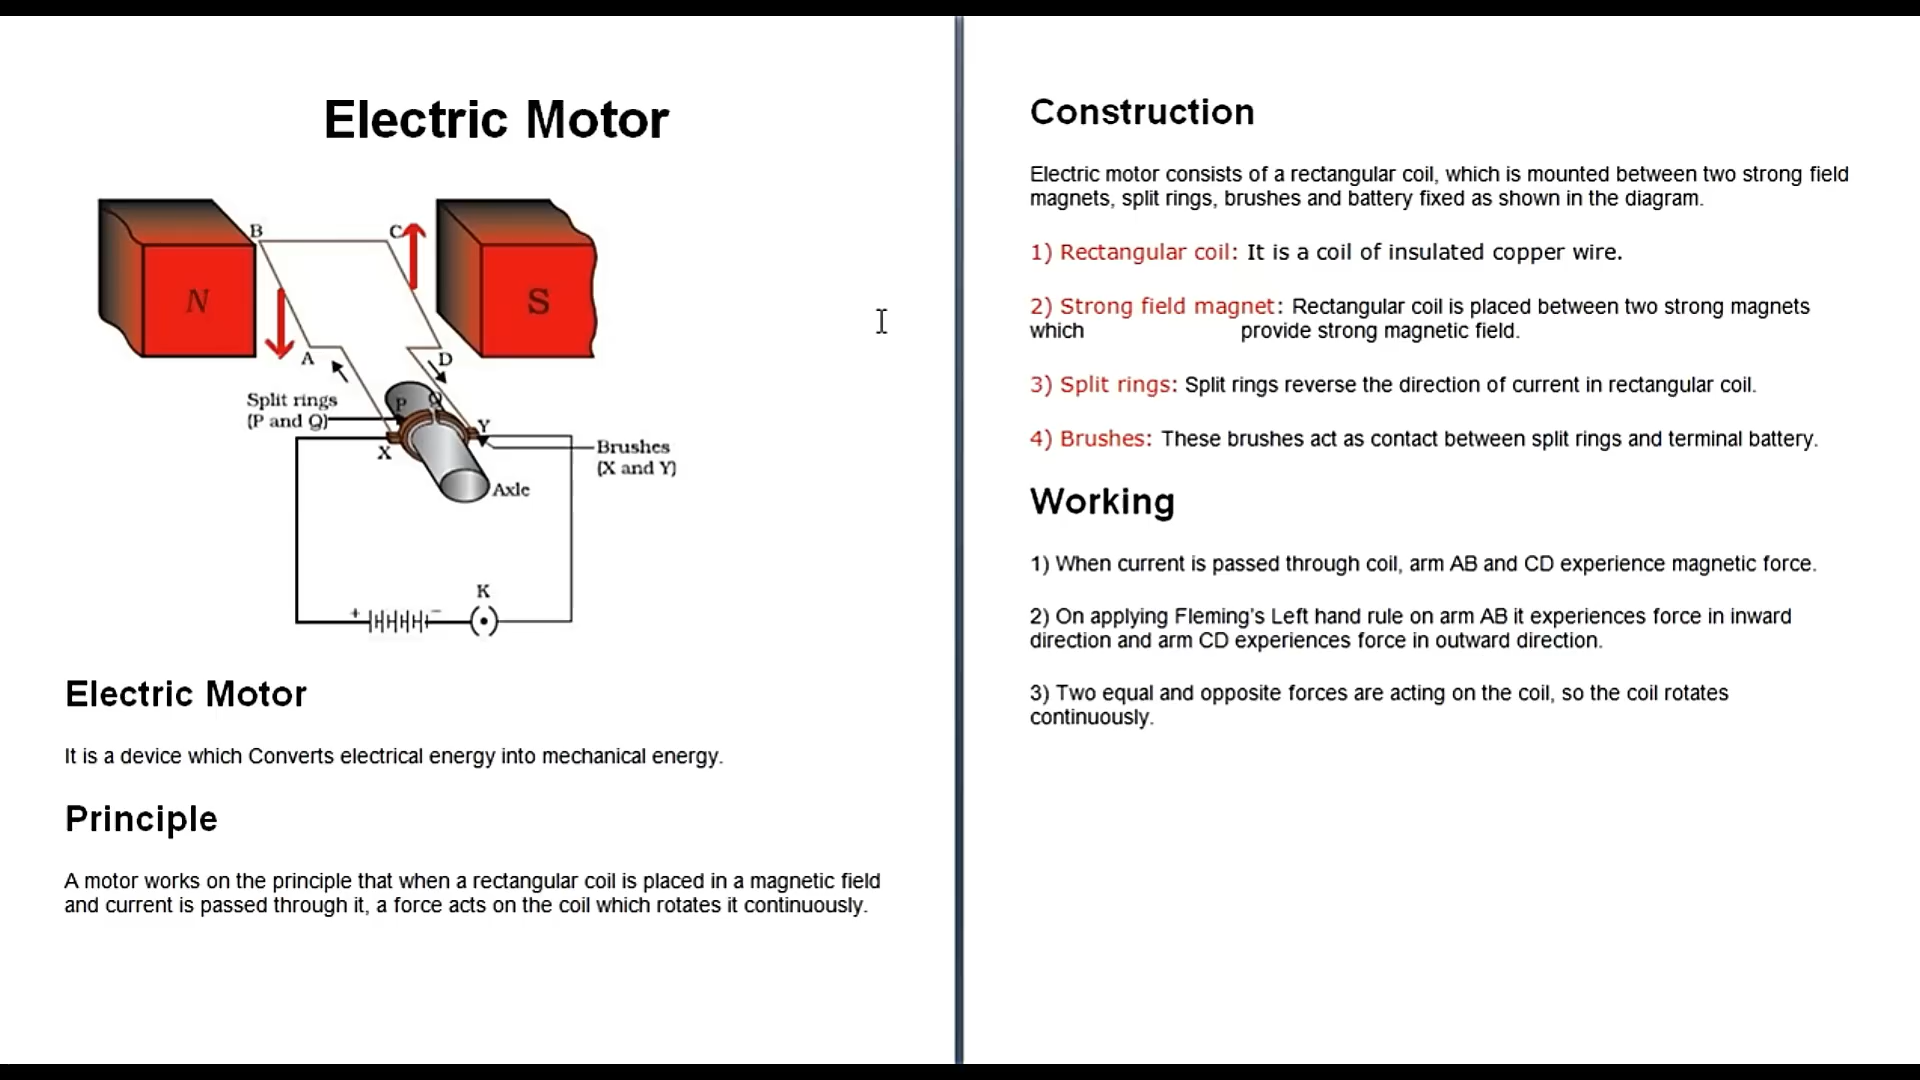 Electric Motor
B
C
N
S
A
D
Split rings
(P and Q)
P
Q
Y
X
Brushes
(X and Y)
Axle
K
+
−
Electric Motor
It is a device which Converts electrical energy into mechanical energy.
Principle
A motor works on the principle that when a rectangular coil is placed in a magnetic field
and current is passed through it, a force acts on the coil which rotates it continuously.
Construction
Electric motor consists of a rectangular coil, which is mounted between two strong field
magnets, split rings, brushes and battery fixed as shown in the diagram.
1) Rectangular coil: It is a coil of insulated copper wire.
2) Strong field magnet: Rectangular coil is placed between two strong magnets
which provide strong magnetic field.
3) Split rings: Split rings reverse the direction of current in rectangular coil.
4) Brushes: These brushes act as contact between split rings and terminal battery.
Working
1) When current is passed through coil, arm AB and CD experience magnetic force.
2) On applying Fleming's Left hand rule on arm AB it experiences force in inward
direction and arm CD experiences force in outward direction.
3) Two equal and opposite forces are acting on the coil, so the coil rotates
continuously.